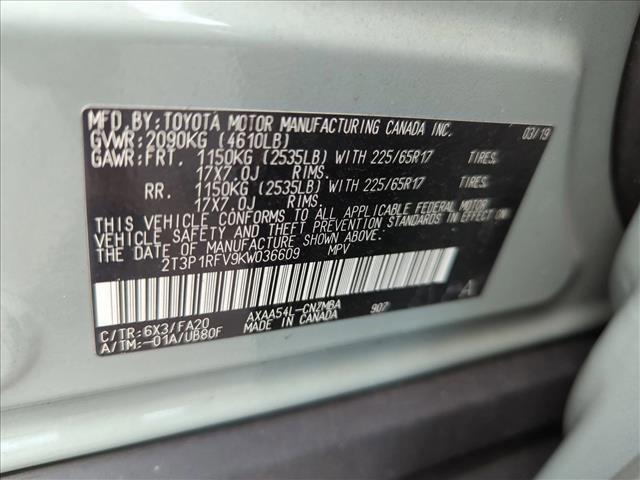 MFD. BY: TOYOTA MOTOR MANUFACTURING CANADA INC. 03/19
GVWR: 2090KG (4610LB)
GAWR: FRT. 1150KG (2535LB) WITH 225/65R17 TIRES.
17X7.0J RIMS.
RR. 1150KG (2535LB) WITH 225/65R17 TIRES.
17X7.0J RIMS.
THIS VEHICLE CONFORMS TO ALL APPLICABLE FEDERAL MOTOR
VEHICLE SAFETY AND THEFT PREVENTION STANDARDS IN EFFECT ON
THE DATE OF MANUFACTURE SHOWN ABOVE.
2T3P1RFV9KW036609 MPV
C/TR: 6X3/FA20 AXAA54L-CNZMBA 907 A
A/TM: -01A/UB80F MADE IN CANADA